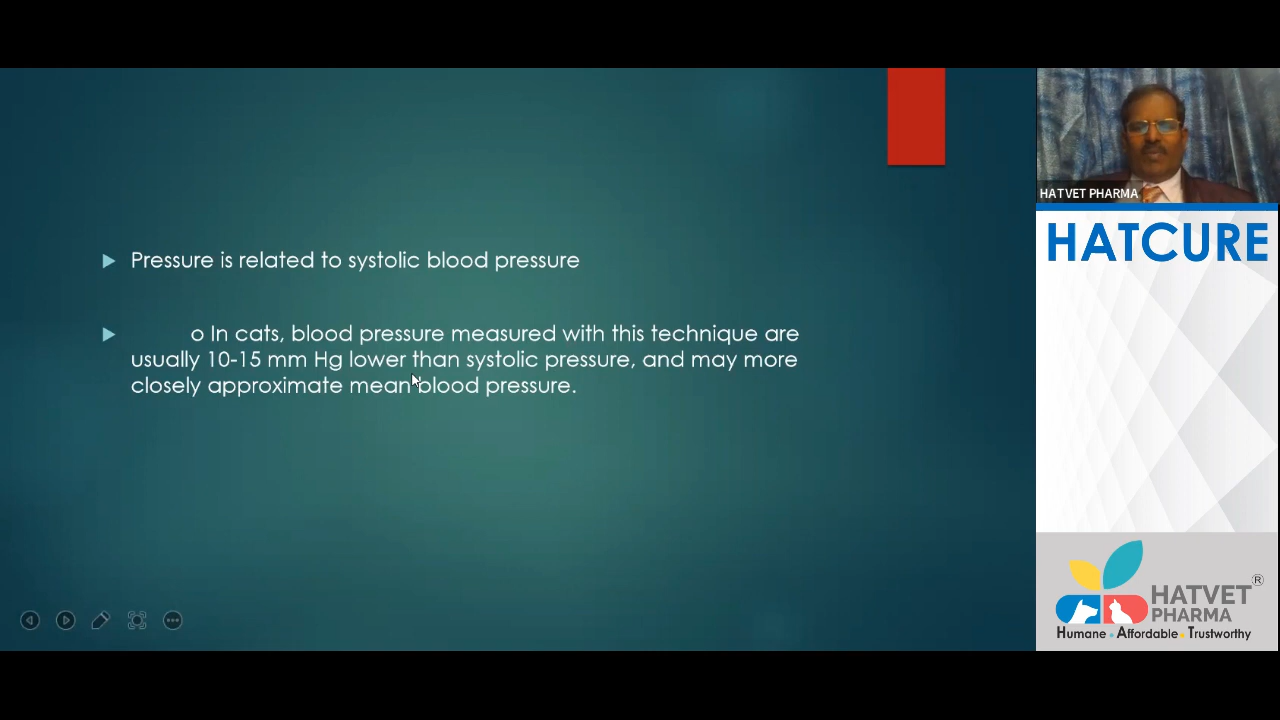 Pressure is related to systolic blood pressure
o In cats, blood pressure measured with this technique are
usually 10-15 mm Hg lower than systolic pressure, and may more
closely approximate mean blood pressure.
HATVET PHARMA
HATCURE
HATVET®
PHARMA
Humane • Affordable • Trustworthy